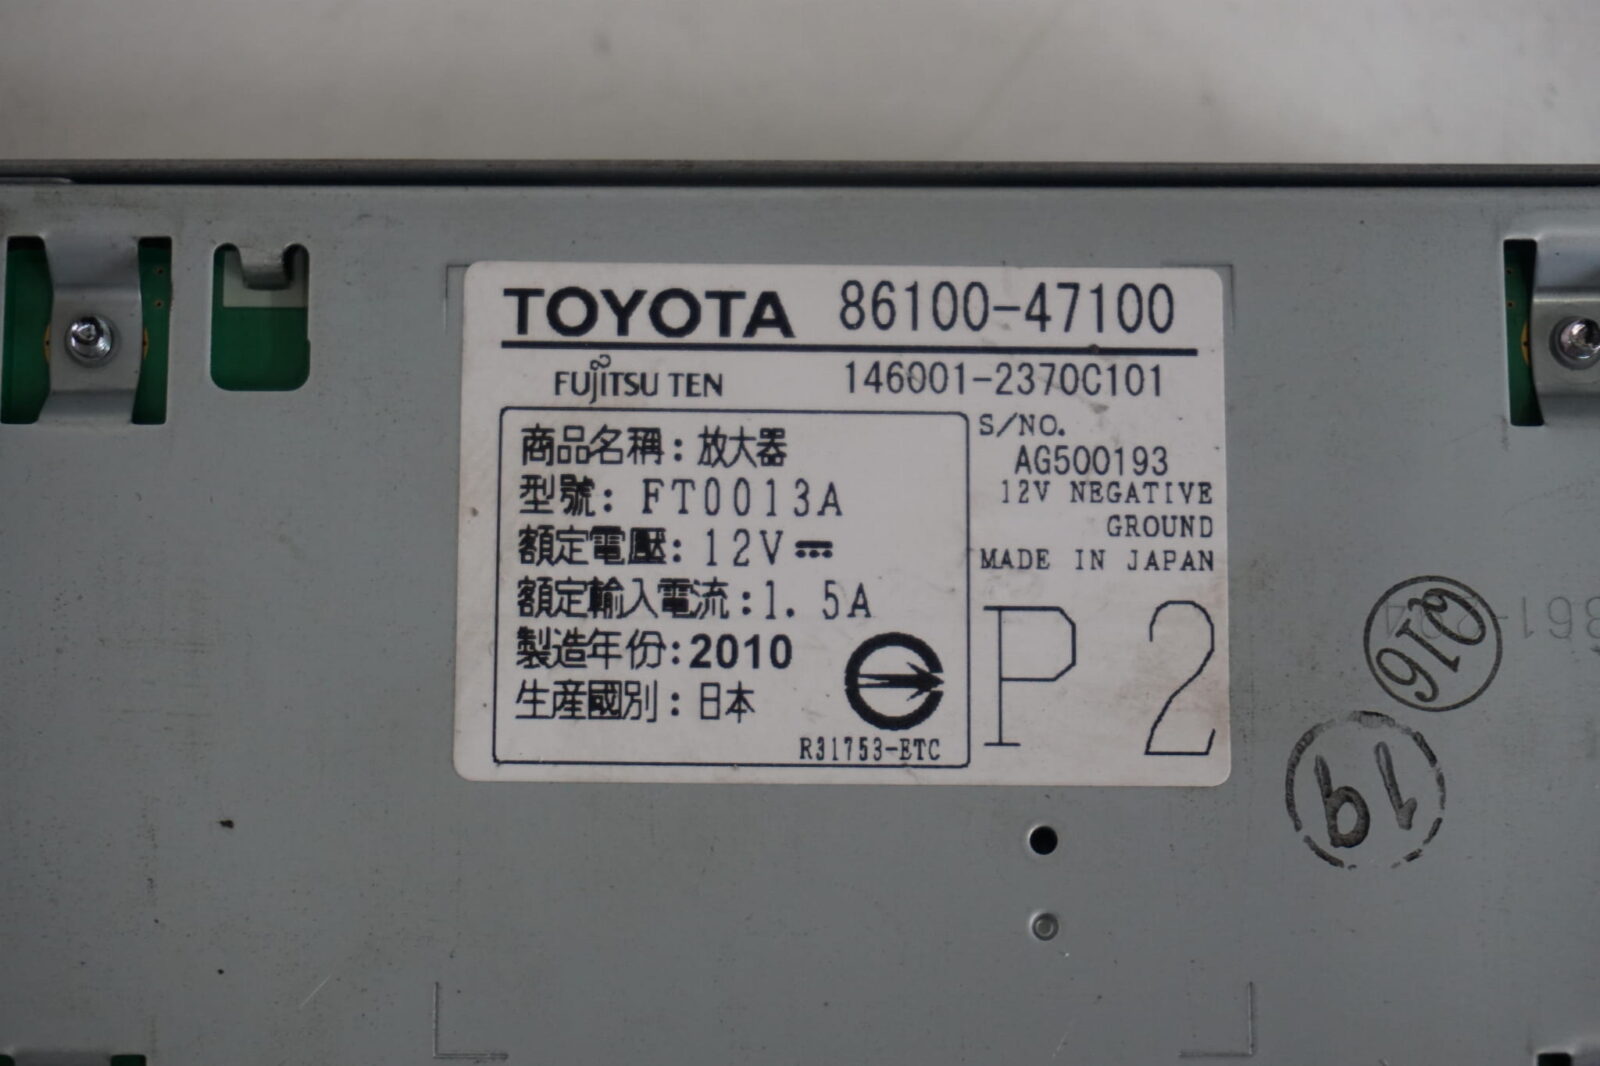 TOYOTA 86100-47100
FUJITSU TEN 146001-2370C101
商品名稱：放大器
型號：FT0013A
額定電壓：12V⎓
額定輸入電流：1.5A
製造年份：2010
生産國別：日本
R31753-ETC
S/NO.
AG500193
12V NEGATIVE
GROUND
MADE IN JAPAN
P 2
19